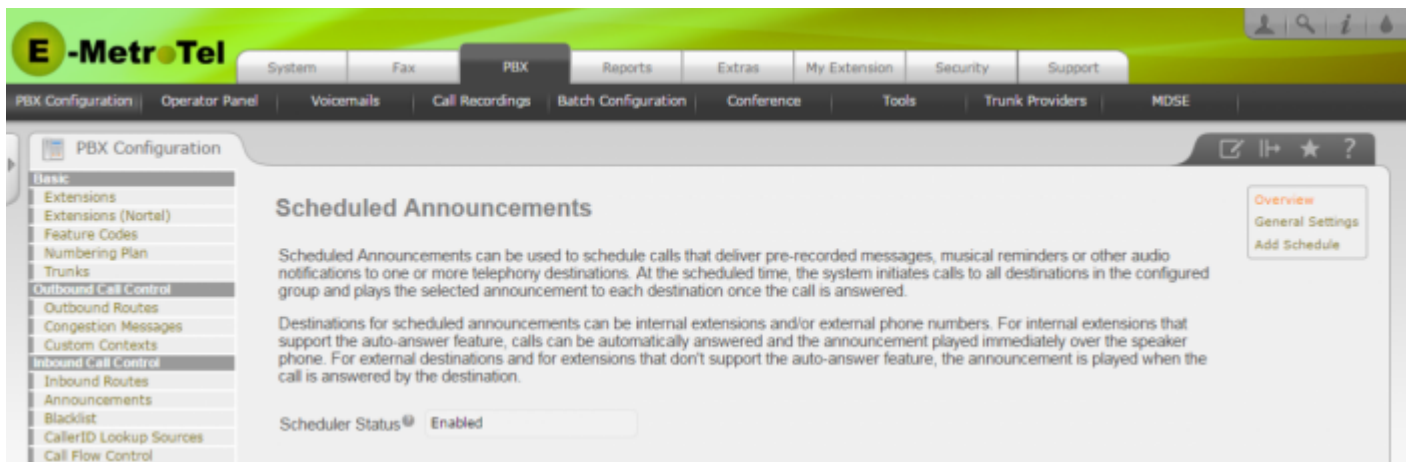 E-MetroTel
System Fax PBX Reports Extras My Extension Security Support
PBX Configuration Operator Panel Voicemails Call Recordings Batch Configuration Conference Tools Trunk Providers MDSE
PBX Configuration
Basic
Extensions
Extensions (Nortel)
Feature Codes
Numbering Plan
Trunks
Outbound Call Control
Outbound Routes
Congestion Messages
Custom Contexts
Inbound Call Control
Inbound Routes
Announcements
Blacklist
CallerID Lookup Sources
Call Flow Control
Scheduled Announcements
Scheduled Announcements can be used to schedule calls that deliver pre-recorded messages, musical reminders or other audio
notifications to one or more telephony destinations. At the scheduled time, the system initiates calls to all destinations in the configured
group and plays the selected announcement to each destination once the call is answered.
Destinations for scheduled announcements can be internal extensions and/or external phone numbers. For internal extensions that
support the auto-answer feature, calls can be automatically answered and the announcement played immediately over the speaker
phone. For external destinations and for extensions that don't support the auto-answer feature, the announcement is played when the
call is answered by the destination.
Scheduler Status Enabled
Overview
General Settings
Add Schedule